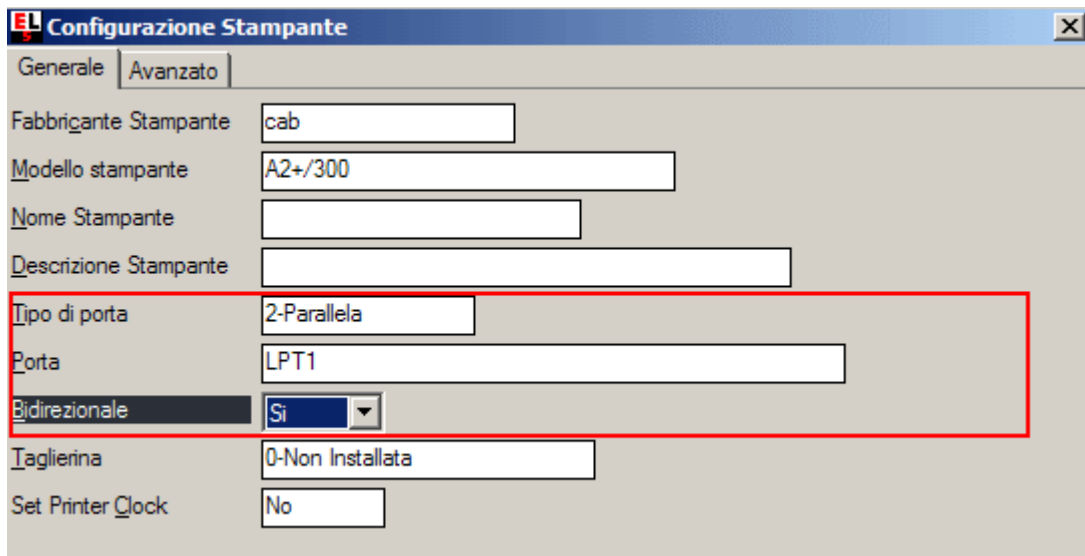 ELS Configurazione Stampante
Generale Avanzato
Fabbricante Stampante cab
Modello stampante A2+/300
Nome Stampante
Descrizione Stampante
Tipo di porta 2-Parallela
Porta LPT1
Bidirezionale Si
Taglierina 0-Non Installata
Set Printer Clock No